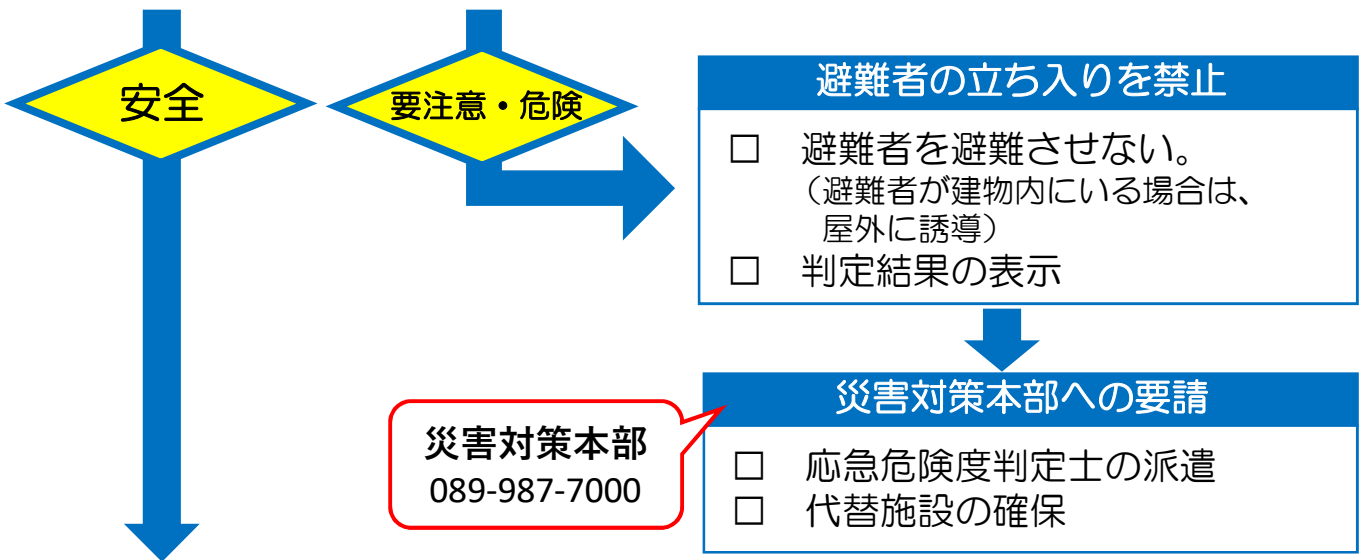 安全
要注意・危険
避難者の立ち入りを禁止
□ 避難者を避難させない。
（避難者が建物内にいる場合は、
屋外に誘導）
□ 判定結果の表示
災害対策本部への要請
□ 応急危険度判定士の派遣
□ 代替施設の確保
災害対策本部
089-987-7000